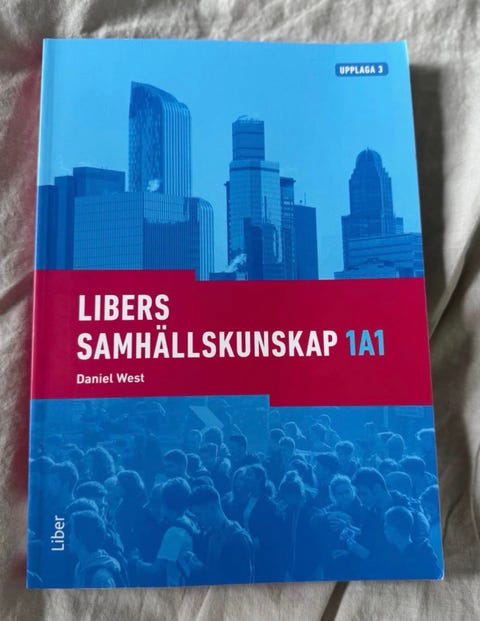 UPPLAGA 3
LIBERS
SAMHÄLLSKUNSKAP 1A1
Daniel West
Liber